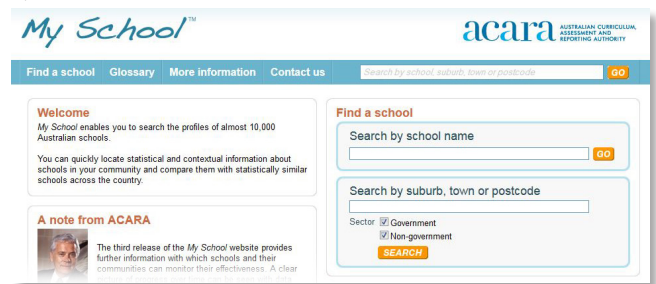 My School™
acara AUSTRALIAN CURRICULUM, ASSESSMENT AND REPORTING AUTHORITY
Find a school Glossary More information Contact us Search by school, suburb, town or postcode GO
Welcome
My School enables you to search the profiles of almost 10,000
Australian schools.
You can quickly locate statistical and contextual information about
schools in your community and compare them with statistically similar
schools across the country.
A note from ACARA
The third release of the My School website provides
further information with which schools and their
communities can monitor their effectiveness. A clear
Find a school
Search by school name
GO
Search by suburb, town or postcode
Sector Government
Non-government
SEARCH